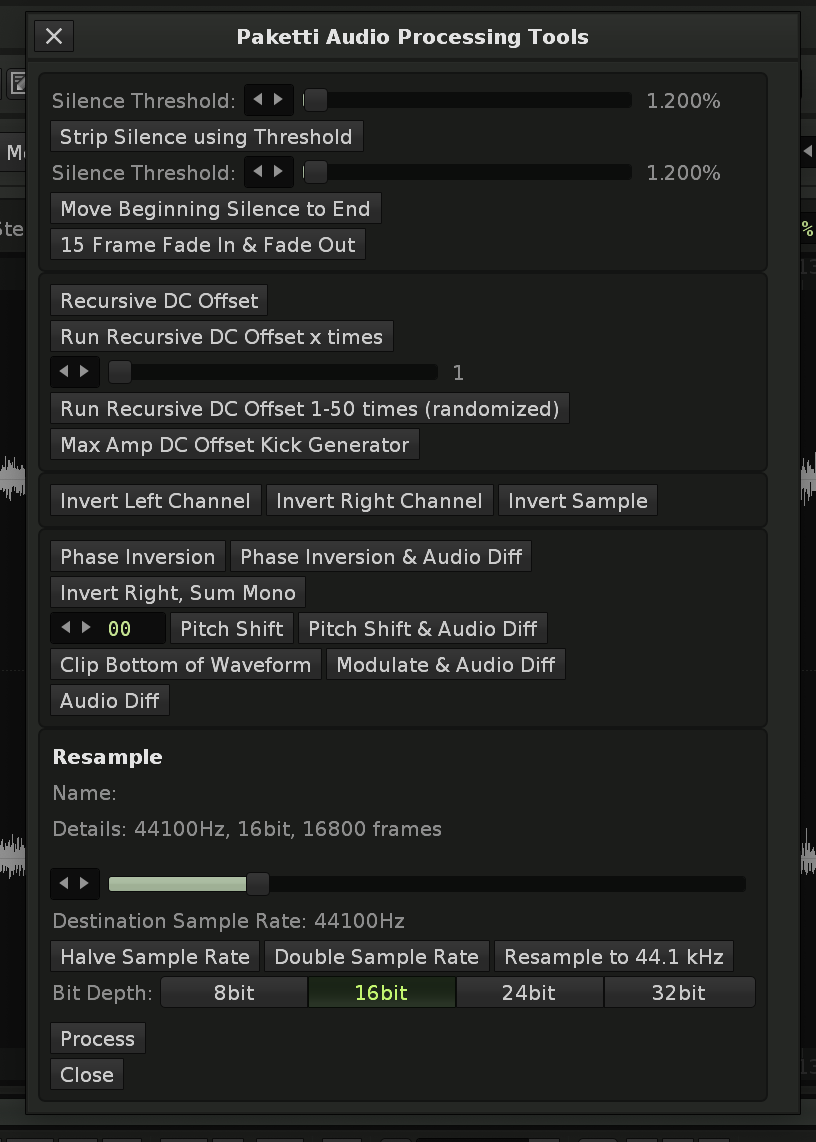 Paketti Audio Processing Tools
Silence Threshold: 1.200%
Strip Silence using Threshold
Silence Threshold: 1.200%
Move Beginning Silence to End
15 Frame Fade In & Fade Out
Recursive DC Offset
Run Recursive DC Offset x times
1
Run Recursive DC Offset 1-50 times (randomized)
Max Amp DC Offset Kick Generator
Invert Left Channel Invert Right Channel Invert Sample
Phase Inversion Phase Inversion & Audio Diff
Invert Right, Sum Mono
00 Pitch Shift Pitch Shift & Audio Diff
Clip Bottom of Waveform Modulate & Audio Diff
Audio Diff
Resample
Name:
Details: 44100Hz, 16bit, 16800 frames
Destination Sample Rate: 44100Hz
Halve Sample Rate Double Sample Rate Resample to 44.1 kHz
Bit Depth: 8bit 16bit 24bit 32bit
Process
Close